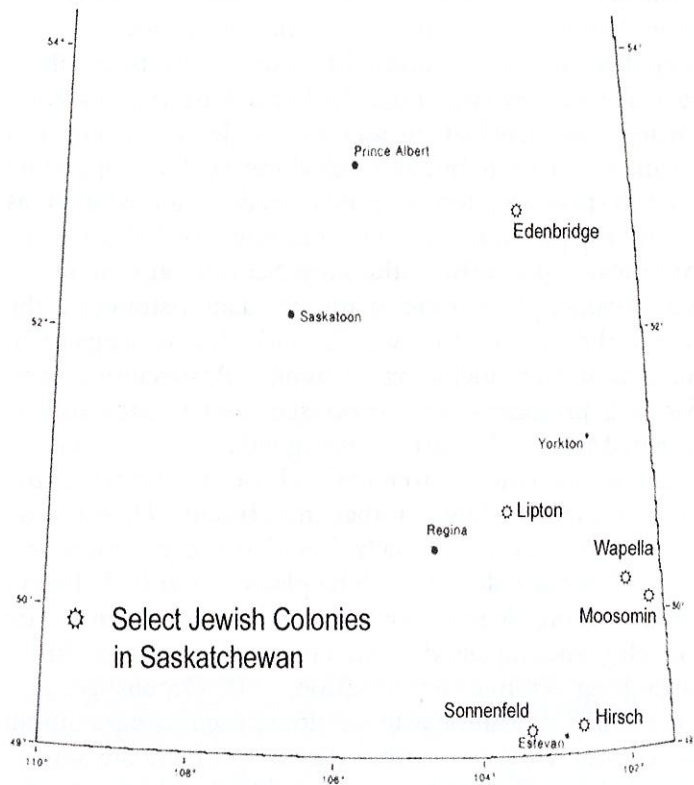 54°
54°
Prince Albert
Edenbridge
52°
Saskatoon
52°
Yorkton
Lipton
Regina
Wapella
50°
50°
Moosomin
Select Jewish Colonies
in Saskatchewan
Sonnenfeld
Hirsch
49°
Estevan
110°
108°
106°
104°
102°